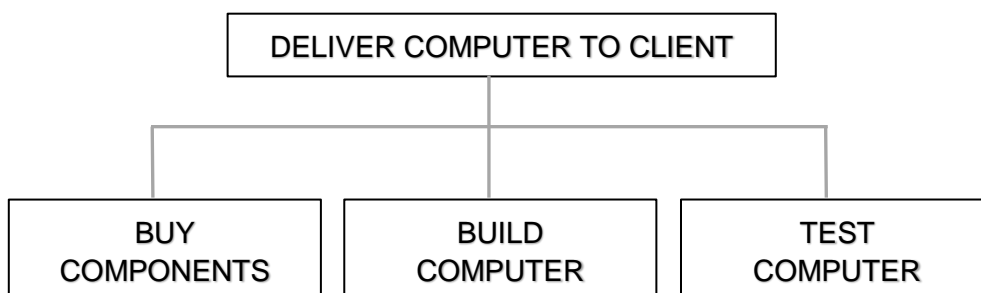 DELIVER COMPUTER TO CLIENT
BUY
COMPONENTS
BUILD
COMPUTER
TEST
COMPUTER